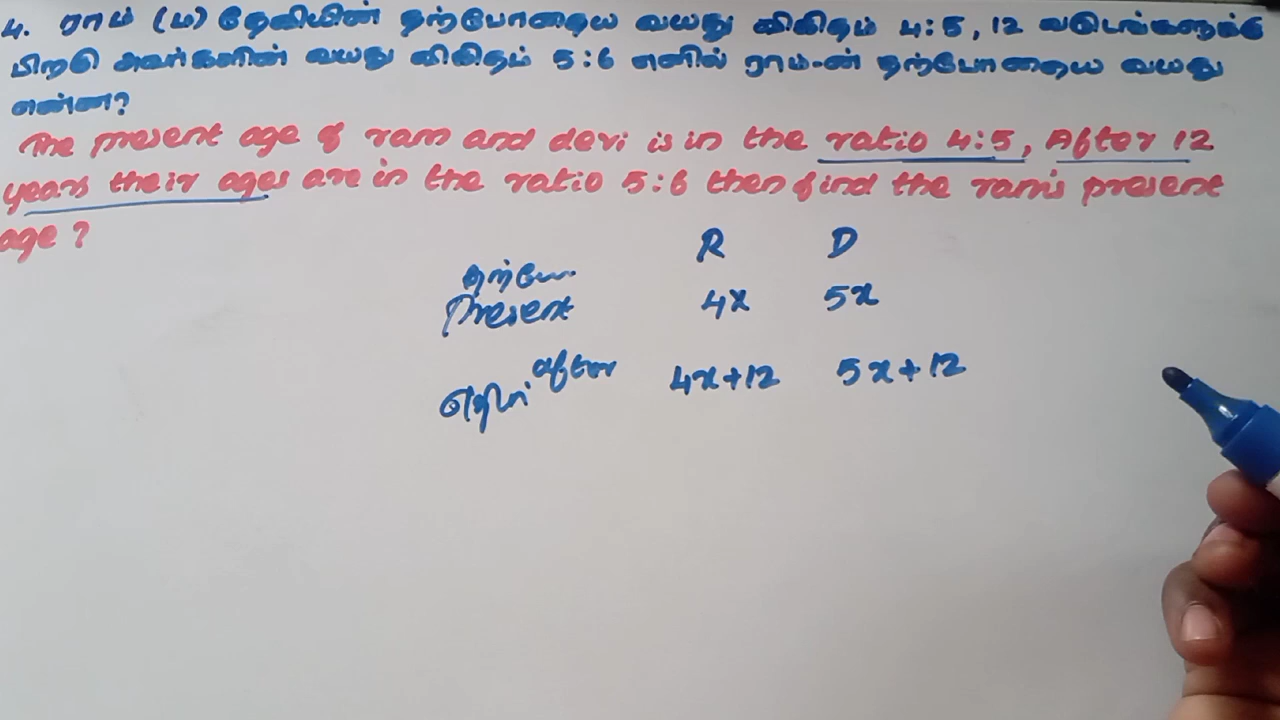 4. ராம் (ம) தேவியின் தற்போதைய வயது விகிதம் 4:5, 12 வருடங்களுக்கு
பிறகு அவர்களின் வயது விகிதம் 5:6 எனில் ராம்-ன் தற்போதைய வயது
என்ன?
The present age of ram and devi is in the ratio 4:5, After 12
years their ages are in the ratio 5:6 then find the ram's present
age?
R D
தற்போ..
Present 4x 5x
after 4x+12 5x+12
எதிர்